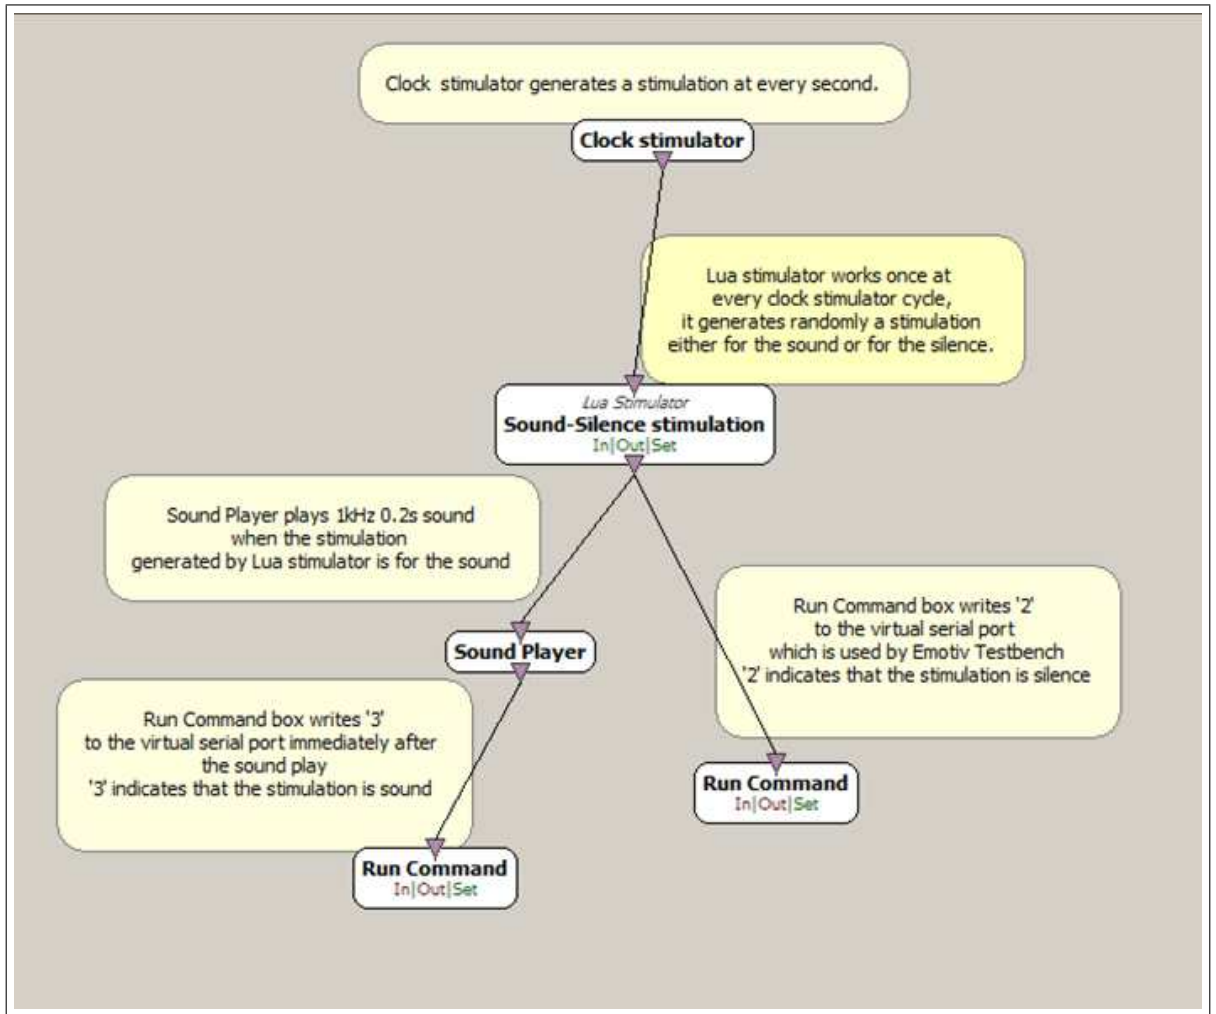 Clock stimulator generates a stimulation at every second.
Clock stimulator
Lua stimulator works once at
every clock stimulator cycle,
it generates randomly a stimulation
either for the sound or for the silence.
Lua Stimulator
Sound-Silence stimulation
In|Out|Set
Sound Player plays 1kHz 0.2s sound
when the stimulation
generated by Lua stimulator is for the sound
Run Command box writes '2'
to the virtual serial port
which is used by Emotiv Testbench
'2' indicates that the stimulation is silence
Sound Player
Run Command box writes '3'
to the virtual serial port immediately after
the sound play
'3' indicates that the stimulation is sound
Run Command
In|Out|Set
Run Command
In|Out|Set